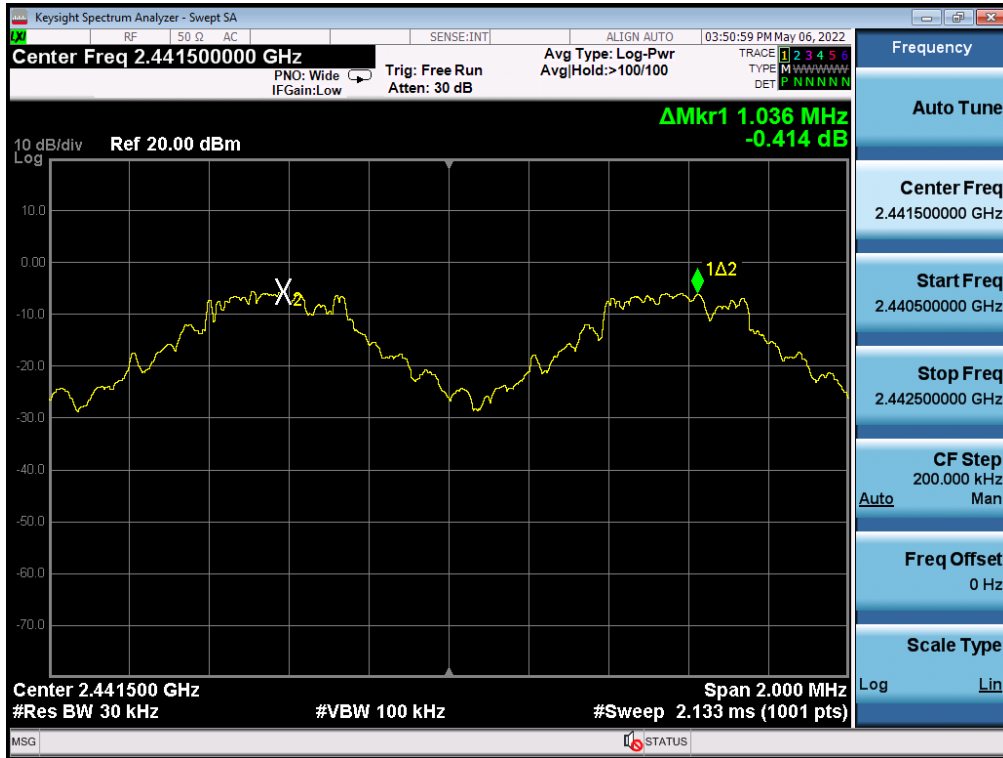 Keysight Spectrum Analyzer - Swept SA
LXI
RF 50 Ω AC SENSE:INT ALIGN AUTO 03:50:59 PM May 06, 2022
Center Freq 2.441500000 GHz
PNO: Wide
IFGain:Low
Trig: Free Run
Atten: 30 dB
Avg Type: Log-Pwr
Avg|Hold:>100/100
TRACE 1 2 3 4 5 6
TYPE M WWWWW
DET P N N N N N
ΔMkr1 1.036 MHz
-0.414 dB
10 dB/div Ref 20.00 dBm
Log
10.0
0.00
-10.0
-20.0
-30.0
-40.0
-50.0
-60.0
-70.0
X2
1Δ2
Center 2.441500 GHz Span 2.000 MHz
#Res BW 30 kHz #VBW 100 kHz #Sweep 2.133 ms (1001 pts)
MSG STATUS
Frequency
Auto Tune
Center Freq
2.441500000 GHz
Start Freq
2.440500000 GHz
Stop Freq
2.442500000 GHz
CF Step
200.000 kHz
Auto Man
Freq Offset
0 Hz
Scale Type
Log Lin